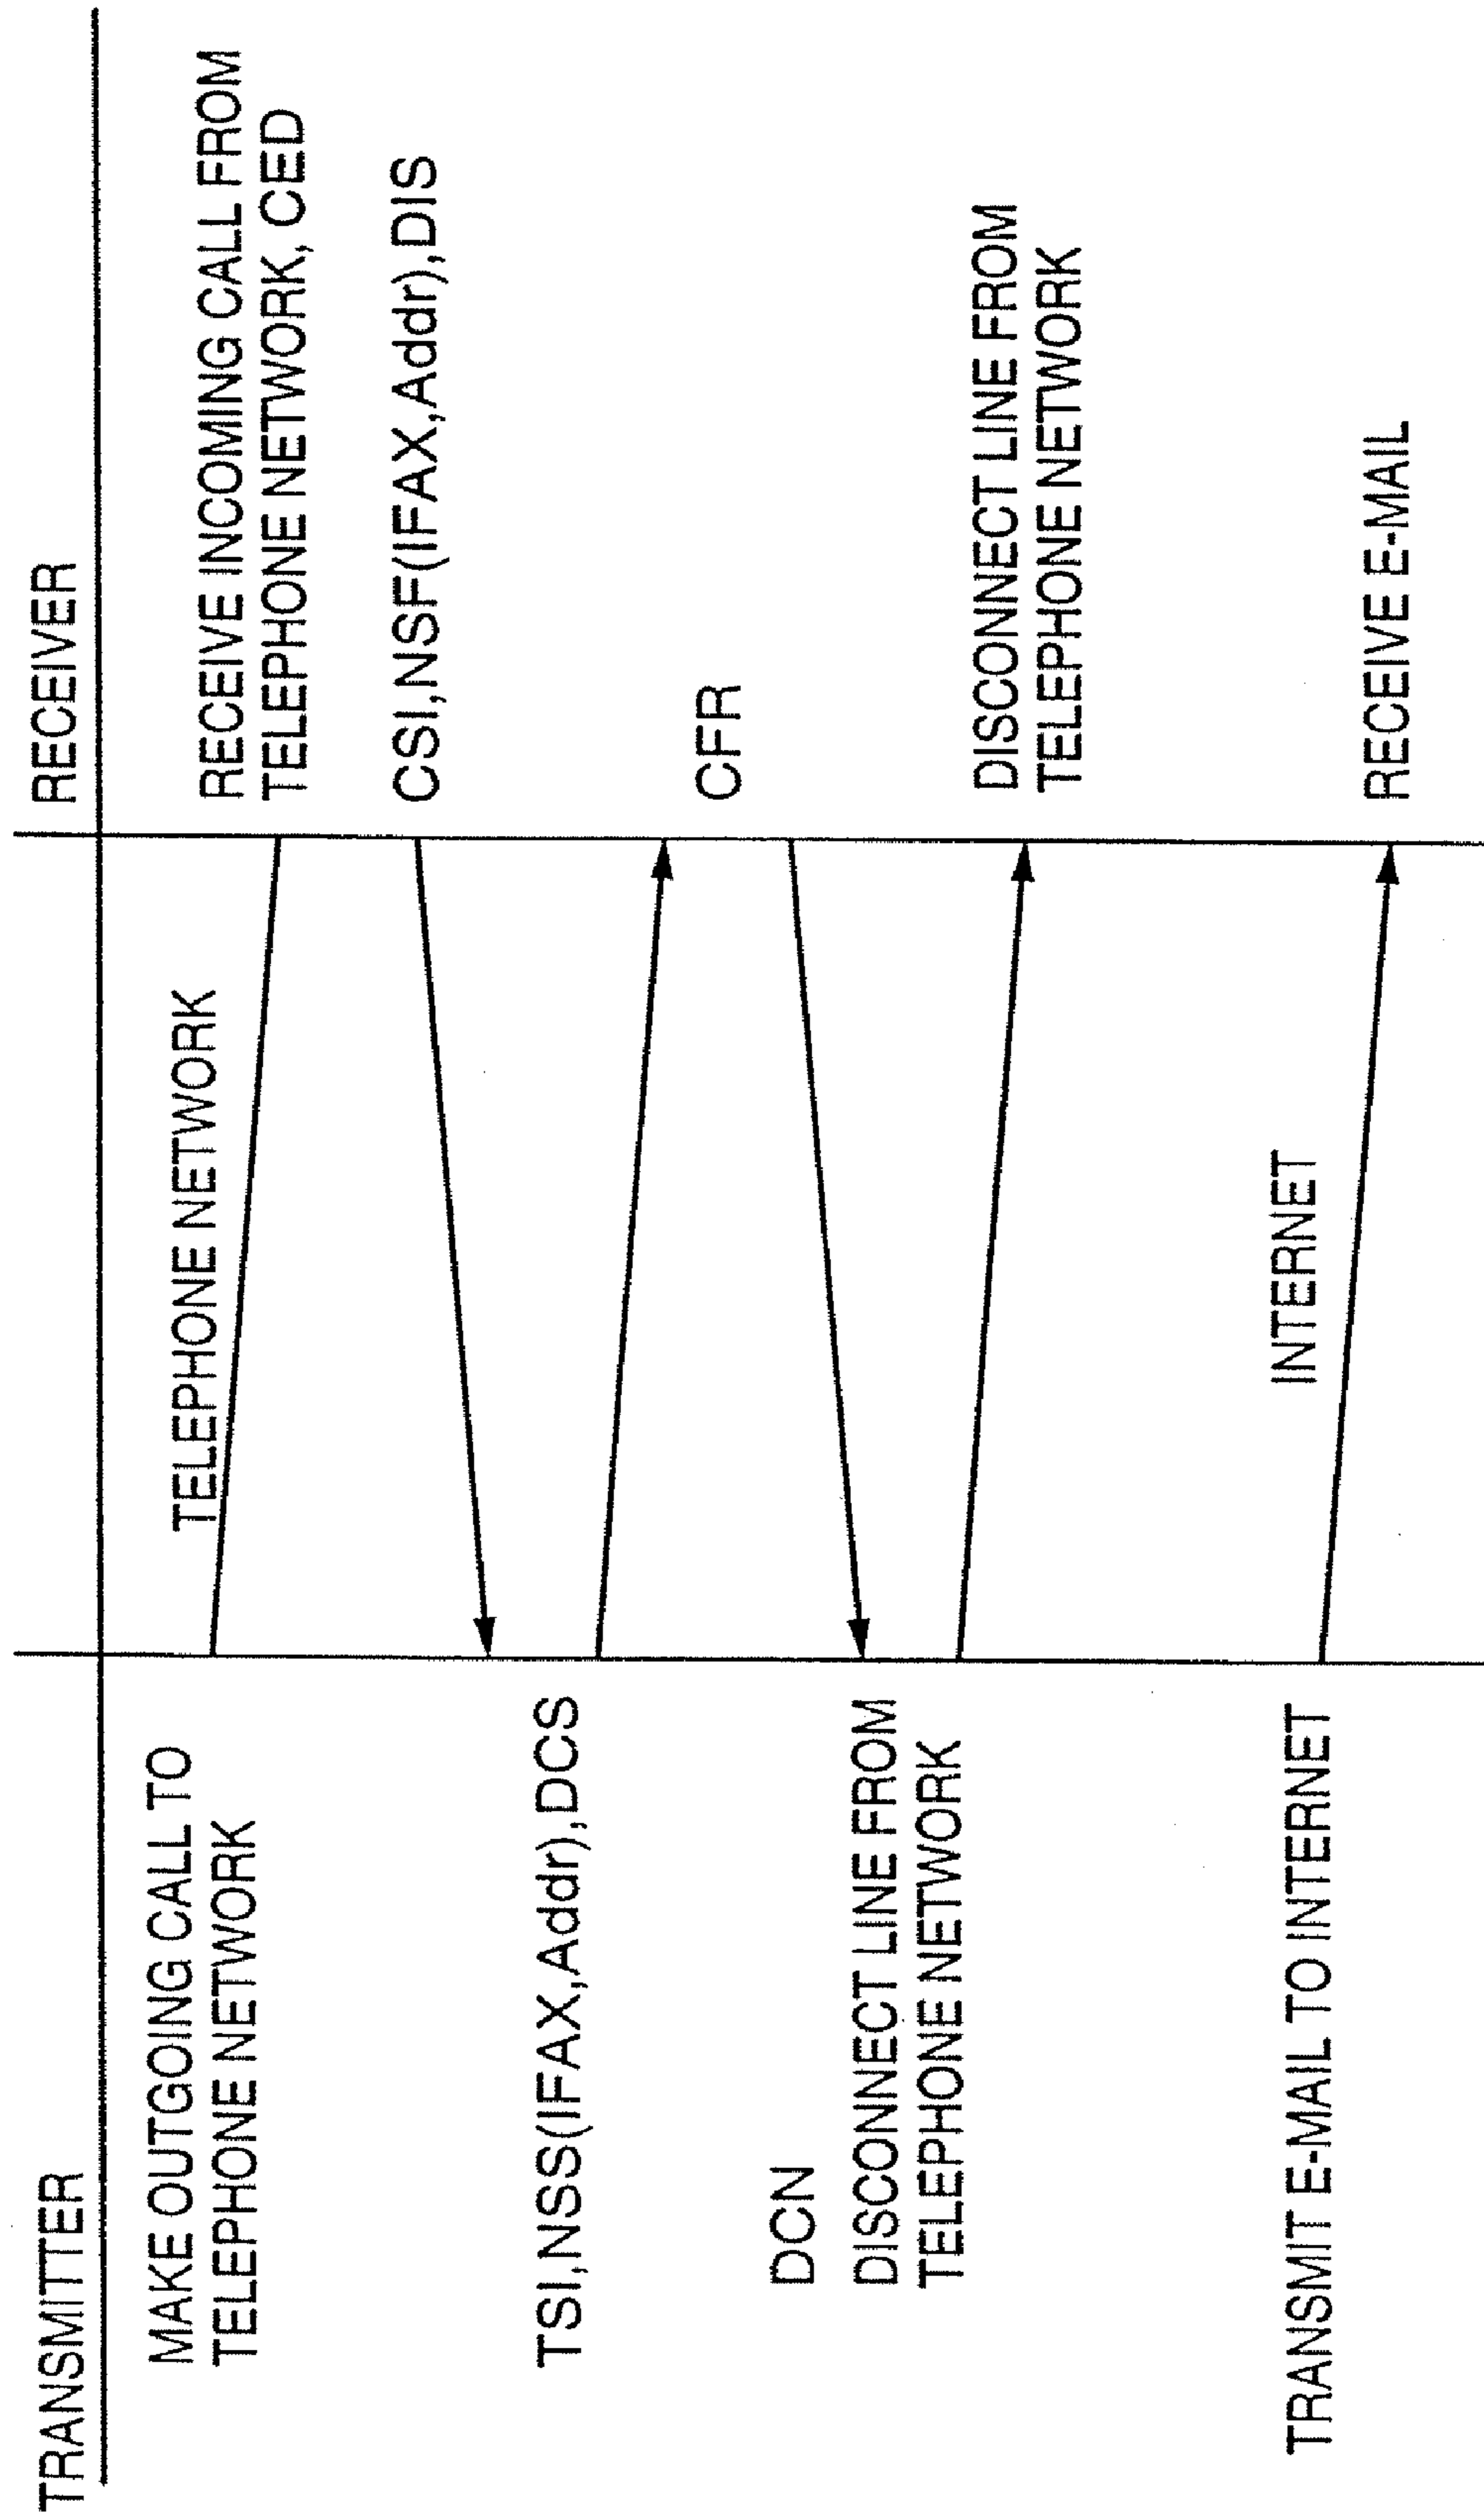 TRANSMITTER
RECEIVER
MAKE OUTGOING CALL TO
TELEPHONE NETWORK
TELEPHONE NETWORK
RECEIVE INCOMING CALL FROM
TELEPHONE NETWORK, CED
CSI,NSF(IFAX,Addr),DIS
TSI,NSS(IFAX,Addr),DCS
CFR
DCN
DISCONNECT LINE FROM
TELEPHONE NETWORK
DISCONNECT LINE FROM
TELEPHONE NETWORK
TRANSMIT E-MAIL TO INTERNET
INTERNET
RECEIVE E-MAIL